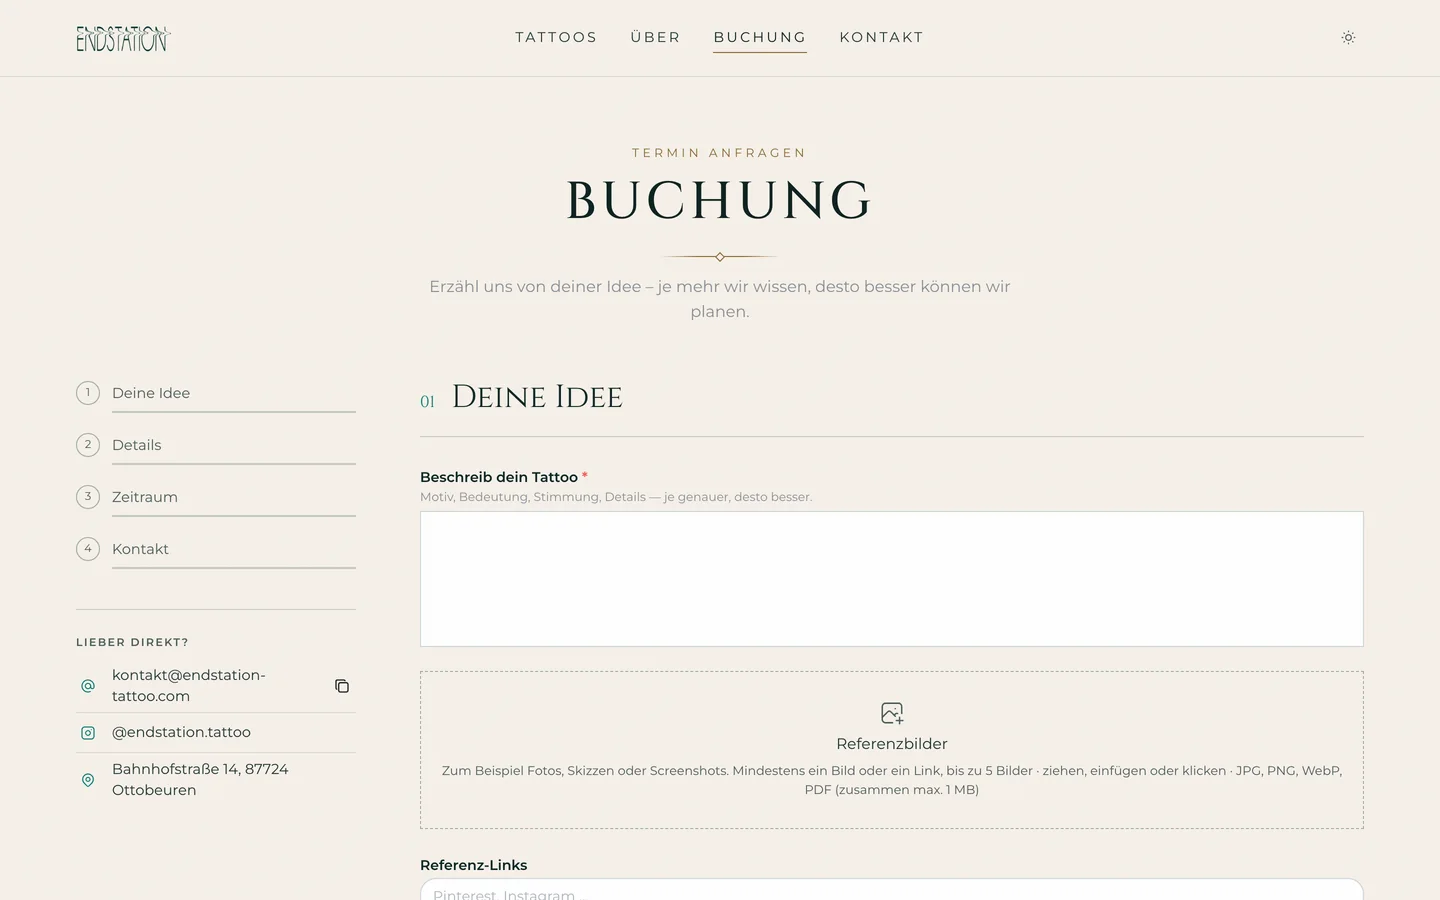 ENDSTATION
TATTOOS
ÜBER
BUCHUNG
KONTAKT
TERMIN ANFRAGEN
BUCHUNG
Erzähl uns von deiner Idee – je mehr wir wissen, desto besser können wir
planen.
1 Deine Idee
2 Details
3 Zeitraum
4 Kontakt
LIEBER DIREKT?
kontakt@endstation-
tattoo.com
@endstation.tattoo
Bahnhofstraße 14, 87724
Ottobeuren
01 DEINE IDEE
Beschreib dein Tattoo *
Motiv, Bedeutung, Stimmung, Details — je genauer, desto besser.
Referenzbilder
Zum Beispiel Fotos, Skizzen oder Screenshots. Mindestens ein Bild oder ein Link, bis zu 5 Bilder · ziehen, einfügen oder klicken · JPG, PNG, WebP,
PDF (zusammen max. 1 MB)
Referenz-Links
Pinterest, Instagram ...